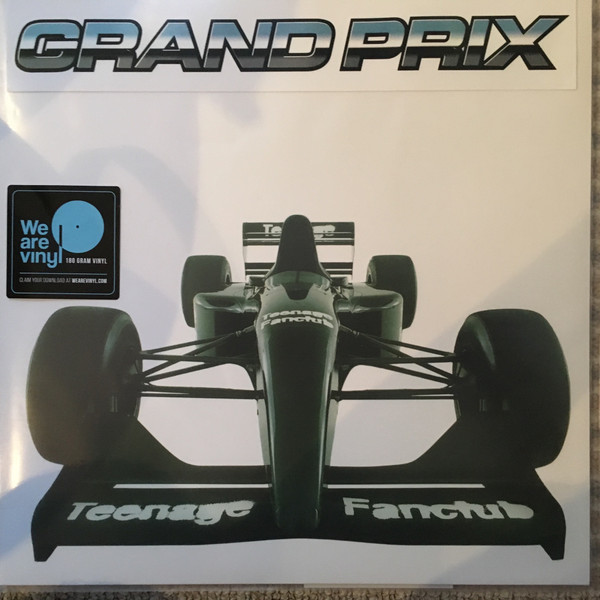 GRAND PRIX
We
are
vinyl
180 GRAM VINYL
CLAIM YOUR DOWNLOAD AT WEAREVINYL.COM
Teenage
Teenage
Fanclub
Teenage Fanclub